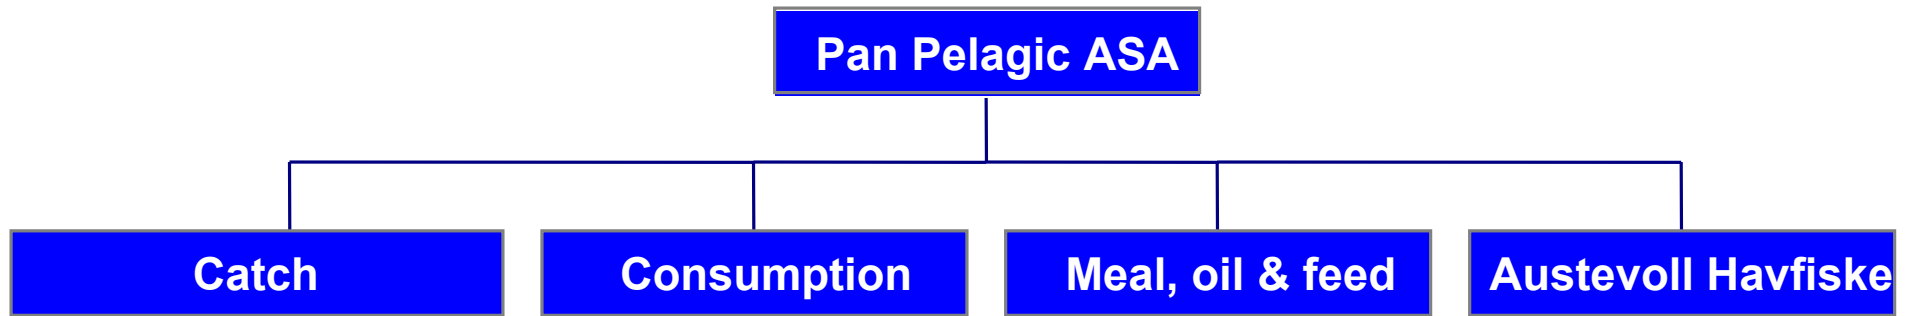 Pan Pelagic ASA
Catch
Consumption
Meal, oil & feed
Austevoll Havfiske